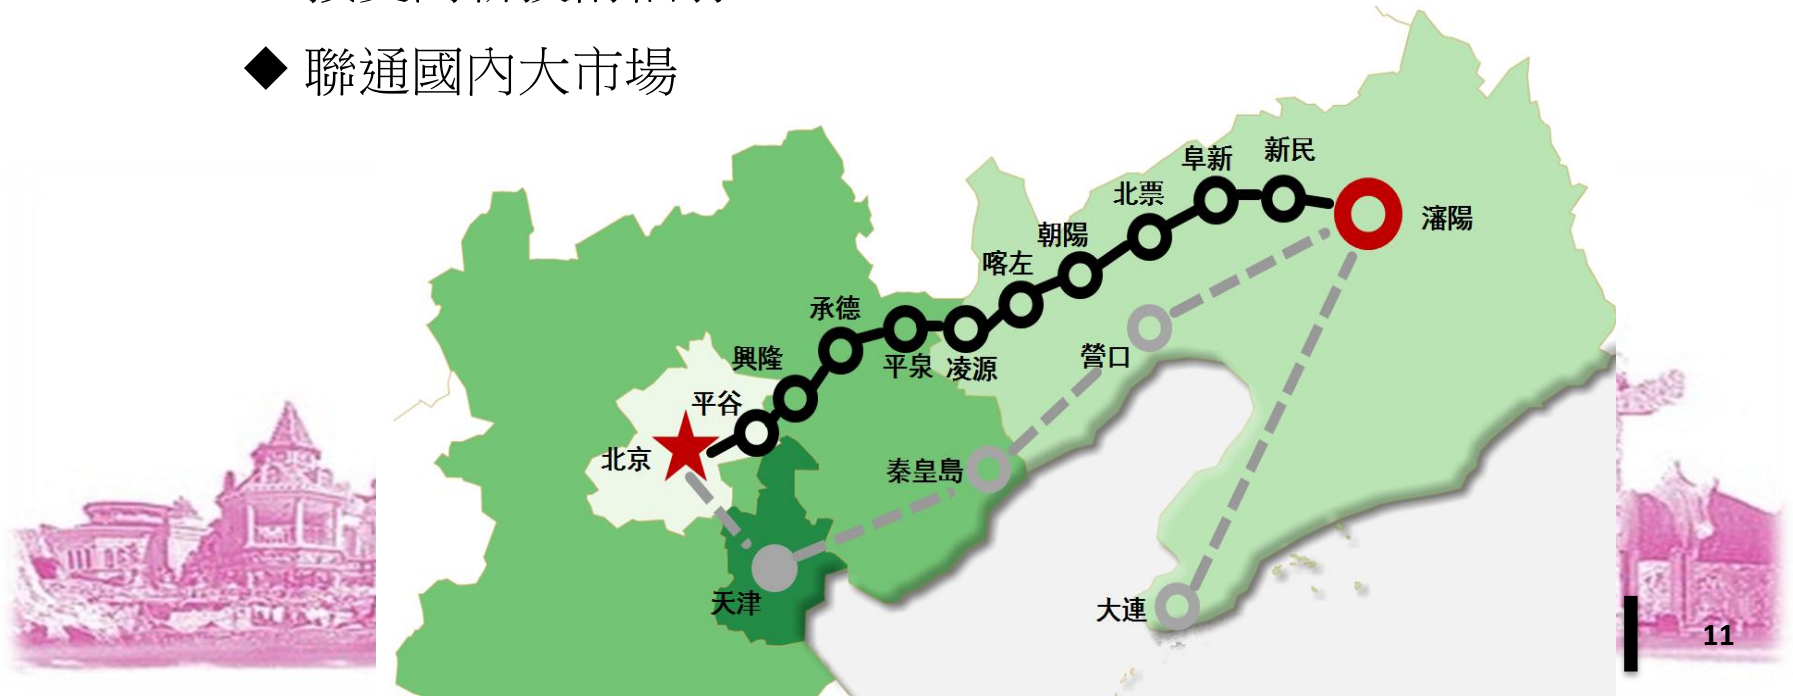 ◆ 聯通國內大市場
新民
阜新
北票
瀋陽
朝陽
喀左
承德
興隆
營口
平泉
凌源
平谷
北京
秦皇島
天津
大連
11